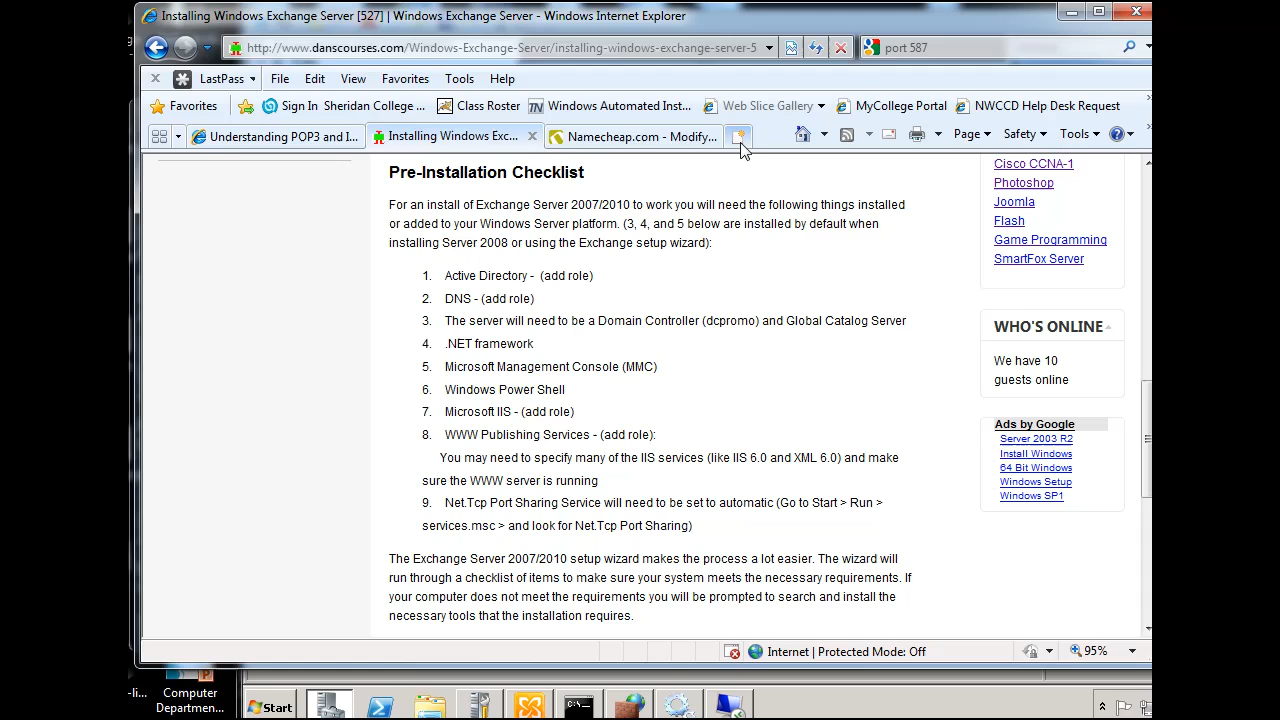 Installing Windows Exchange Server [527] | Windows Exchange Server - Windows Internet Explorer
http://www.danscourses.com/Windows-Exchange-Server/installing-windows-exchange-server-5
port 587
x LastPass File Edit View Favorites Tools Help
Favorites Sign In Sheridan College ... Class Roster TN Windows Automated Inst... Web Slice Gallery MyCollege Portal NWCCD Help Desk Request
Understanding POP3 and I... Installing Windows Exc... x Namecheap.com - Modify... Page Safety Tools
Pre-Installation Checklist
For an install of Exchange Server 2007/2010 to work you will need the following things installed
or added to your Windows Server platform. (3, 4, and 5 below are installed by default when
installing Server 2008 or using the Exchange setup wizard):
1. Active Directory - (add role)
2. DNS - (add role)
3. The server will need to be a Domain Controller (dcpromo) and Global Catalog Server
4. .NET framework
5. Microsoft Management Console (MMC)
6. Windows Power Shell
7. Microsoft IIS - (add role)
8. WWW Publishing Services - (add role):
You may need to specify many of the IIS services (like IIS 6.0 and XML 6.0) and make
sure the WWW server is running
9. Net.Tcp Port Sharing Service will need to be set to automatic (Go to Start > Run >
services.msc > and look for Net.Tcp Port Sharing)
The Exchange Server 2007/2010 setup wizard makes the process a lot easier. The wizard will
run through a checklist of items to make sure your system meets the necessary requirements. If
your computer does not meet the requirements you will be prompted to search and install the
necessary tools that the installation requires.
Cisco CCNA-1
Photoshop
Joomla
Flash
Game Programming
SmartFox Server
WHO'S ONLINE
We have 10
guests online
Ads by Google
Server 2003 R2
Install Windows
64 Bit Windows
Windows Setup
Windows SP1
Internet | Protected Mode: Off
95%
-li...
Computer
Departmen...
Start